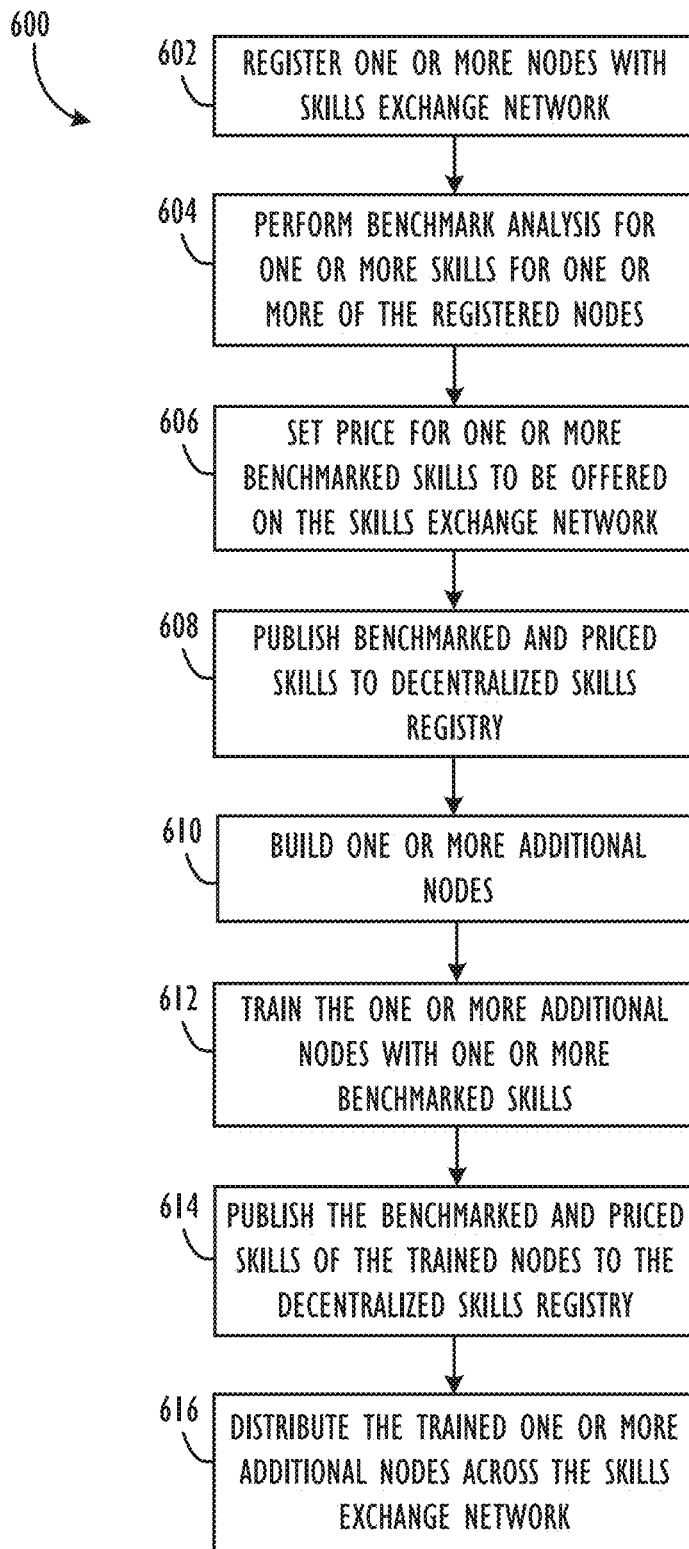 600
602
REGISTER ONE OR MORE NODES WITH
SKILLS EXCHANGE NETWORK
604
PERFORM BENCHMARK ANALYSIS FOR
ONE OR MORE SKILLS FOR ONE OR
MORE OF THE REGISTERED NODES
606
SET PRICE FOR ONE OR MORE
BENCHMARKED SKILLS TO BE OFFERED
ON THE SKILLS EXCHANGE NETWORK
608
PUBLISH BENCHMARKED AND PRICED
SKILLS TO DECENTRALIZED SKILLS
REGISTRY
610
BUILD ONE OR MORE ADDITIONAL
NODES
612
TRAIN THE ONE OR MORE ADDITIONAL
NODES WITH ONE OR MORE
BENCHMARKED SKILLS
614
PUBLISH THE BENCHMARKED AND PRICED
SKILLS OF THE TRAINED NODES TO THE
DECENTRALIZED SKILLS REGISTRY
616
DISTRIBUTE THE TRAINED ONE OR MORE
ADDITIONAL NODES ACROSS THE SKILLS
EXCHANGE NETWORK